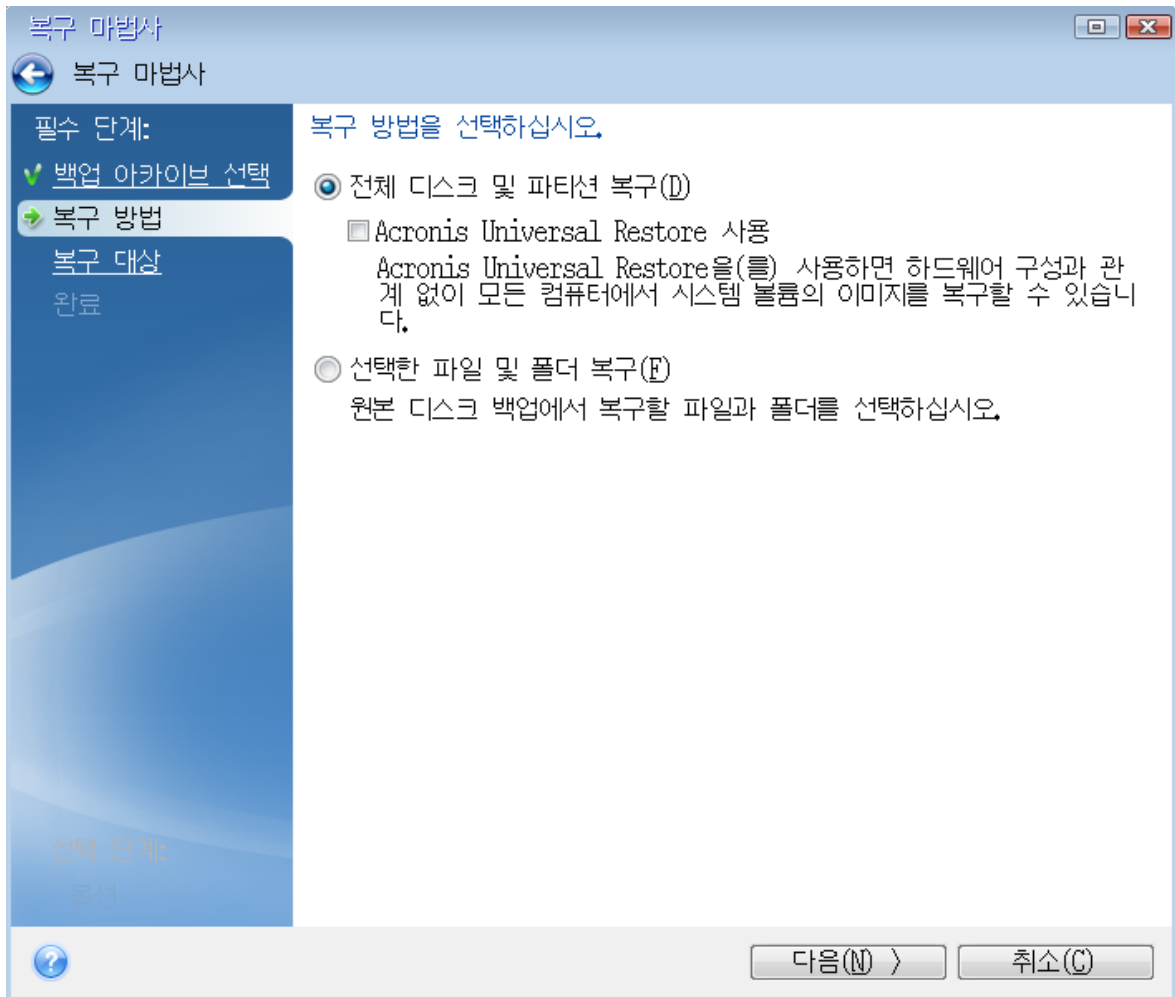 복구 마법사
복구 마법사
필수 단계:
백업 아카이브 선택
복구 방법
복구 대상
완료
선택 단계:
옵션
복구 방법을 선택하십시오.
전체 디스크 및 파티션 복구(D)
Acronis Universal Restore 사용
Acronis Universal Restore을(를) 사용하면 하드웨어 구성과 관
계 없이 모든 컴퓨터에서 시스템 볼륨의 이미지를 복구할 수 있습니
다.
선택한 파일 및 폴더 복구(F)
원본 디스크 백업에서 복구할 파일과 폴더를 선택하십시오.
다음(N) >
취소(C)